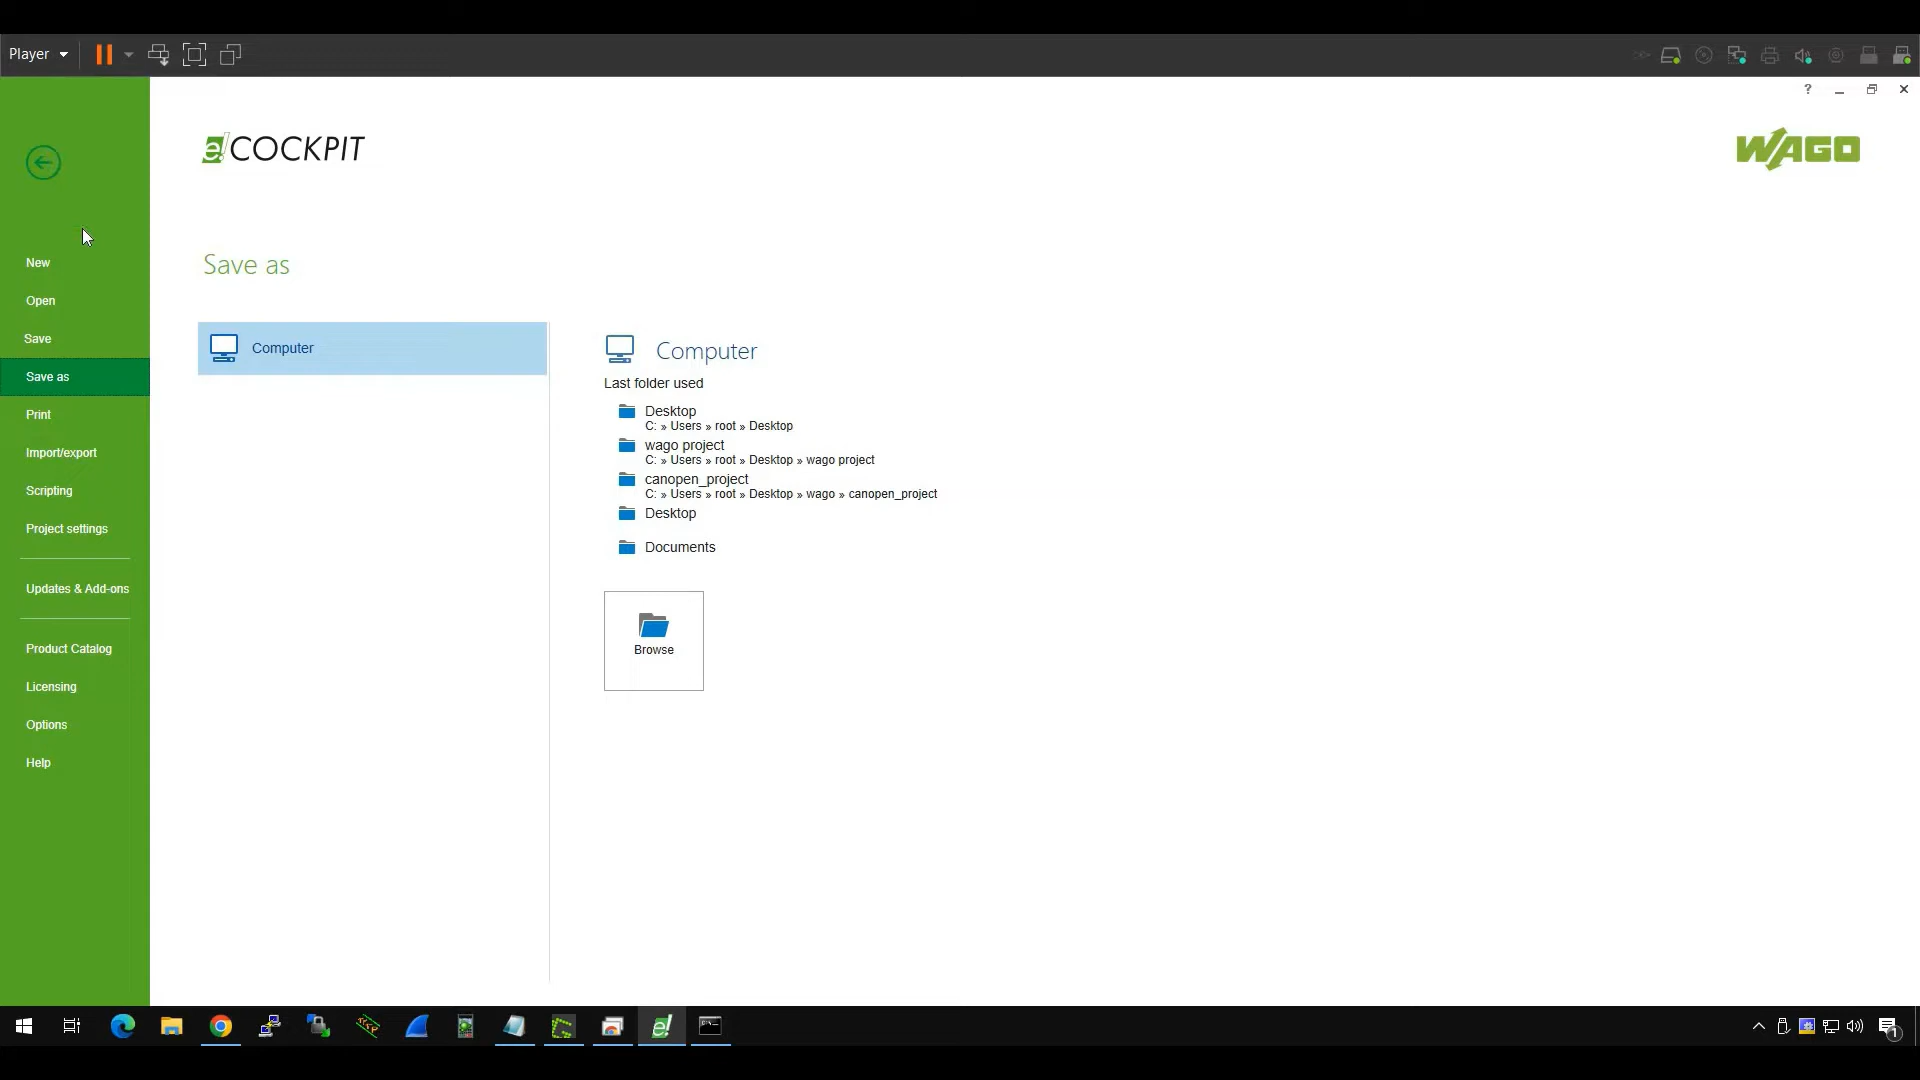 Player
e!COCKPIT
WAGO
New
Open
Save
Save as
Print
Import/export
Scripting
Project settings
Updates & Add-ons
Product Catalog
Licensing
Options
Help
Save as
Computer
Computer
Last folder used
Desktop
C: » Users » root » Desktop
wago project
C: » Users » root » Desktop » wago project
canopen_project
C: » Users » root » Desktop » wago » canopen_project
Desktop
Documents
Browse
e!
1